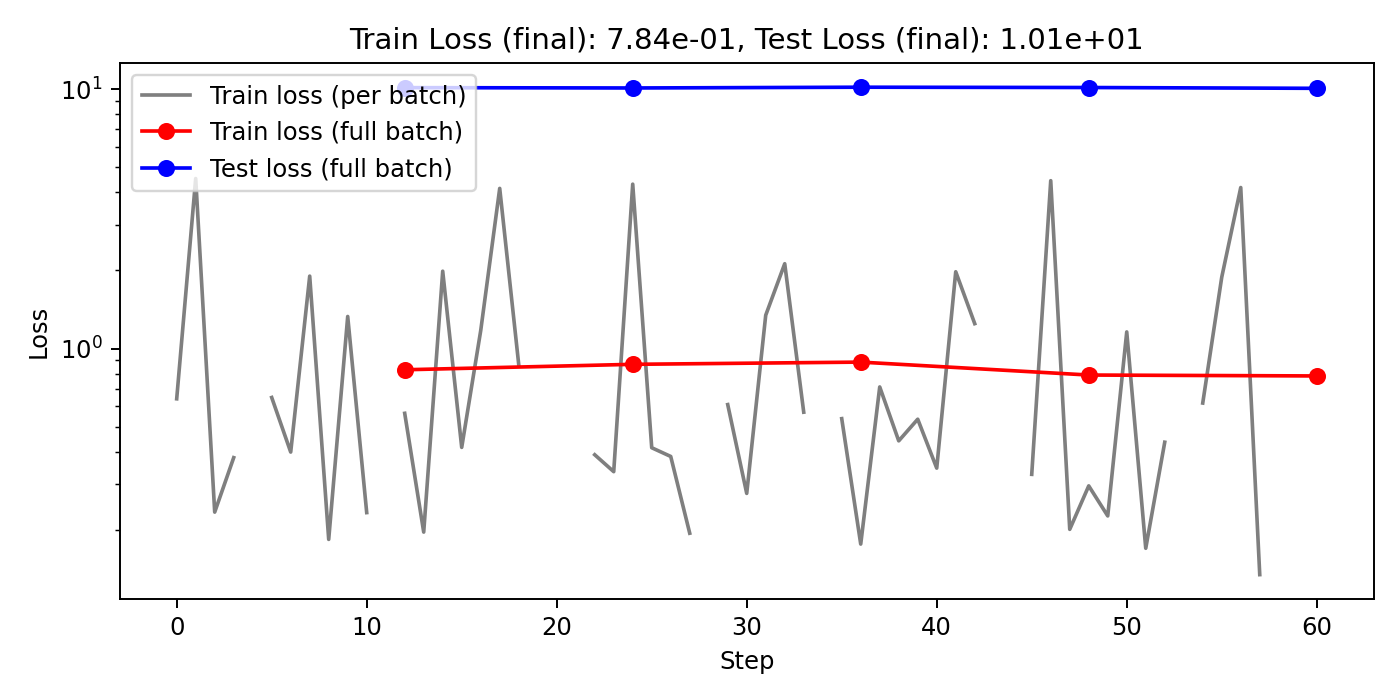 Train Loss (final): 7.84e-01, Test Loss (final): 1.01e+01
10¹
10⁰
Loss
Train loss (per batch)
Train loss (full batch)
Test loss (full batch)
0 10 20 30 40 50 60
Step